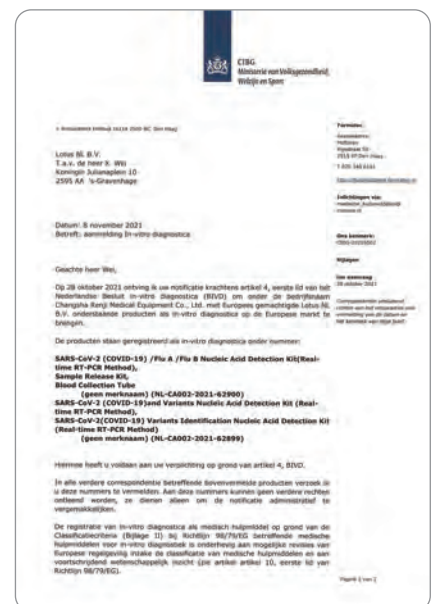 CIBG
Ministerie van Volksgezondheid,
Welzijn en Sport
Lotus Nl. B.V.
T.a.v. de heer X. Wei
Koningin Julianaplein 10
2595 AA 's-Gravenhage
Datum: 8 november 2021
Betreft: aanmelding In-vitro diagnostica
Inlichtingen via:
Ons kenmerk:
Bijlagen
Uw aanvraag
28 oktober 2021
Geachte heer Wei,
Op 28 oktober 2021 ontving ik uw notificatie krachtens artikel 4, eerste lid van het
Nederlandse Besluit in-vitro diagnostica (BIVD) om onder de bedrijfsnaam
Changsha Renji Medical Equipment Co., Ltd. met Europees gemachtigde Lotus Nl.
B.V. onderstaande producten als in-vitro diagnostica op de Europese markt te
brengen.
De producten staan geregistreerd als in-vitro diagnostica onder nummer:
SARS-CoV-2 (COVID-19) /Flu A /Flu B Nucleic Acid Detection Kit(Real-
time RT-PCR Method),
Sample Release Kit,
Blood Collection Tube
(geen merknaam) (NL-CA002-2021-62900)
SARS-CoV-2 (COVID-19)and Variants Nucleic Acid Detection Kit (Real-
time RT-PCR Method),
SARS-CoV-2(COVID-19) Variants Identification Nucleic Acid Detection Kit
(Real-time RT-PCR Method)
(geen merknaam) (NL-CA002-2021-62899)
Hiermee heeft u voldaan aan uw verplichting op grond van artikel 4, BIVD.
In alle verdere correspondentie betreffende bovenvermelde producten verzoek ik
u deze nummers te vermelden. Aan deze nummers kunnen geen verdere rechten
ontleend worden, ze dienen alleen om de notificatie administratief te
vergemakkelijken.
De registratie van in-vitro diagnostica als medisch hulpmiddel op grond van de
Classificatiecriteria (Bijlage II) bij Richtlijn 98/79/EG betreffende medische
hulpmiddelen voor in-vitro diagnostiek is onderhevig aan mogelijke revisies van
Europese regelgeving inzake de classificatie van medische hulpmiddelen en aan
voortschrijdend wetenschappelijk inzicht (zie artikel artikel 10, eerste lid van
Richtlijn 98/79/EG).
Pagina 1 van 2